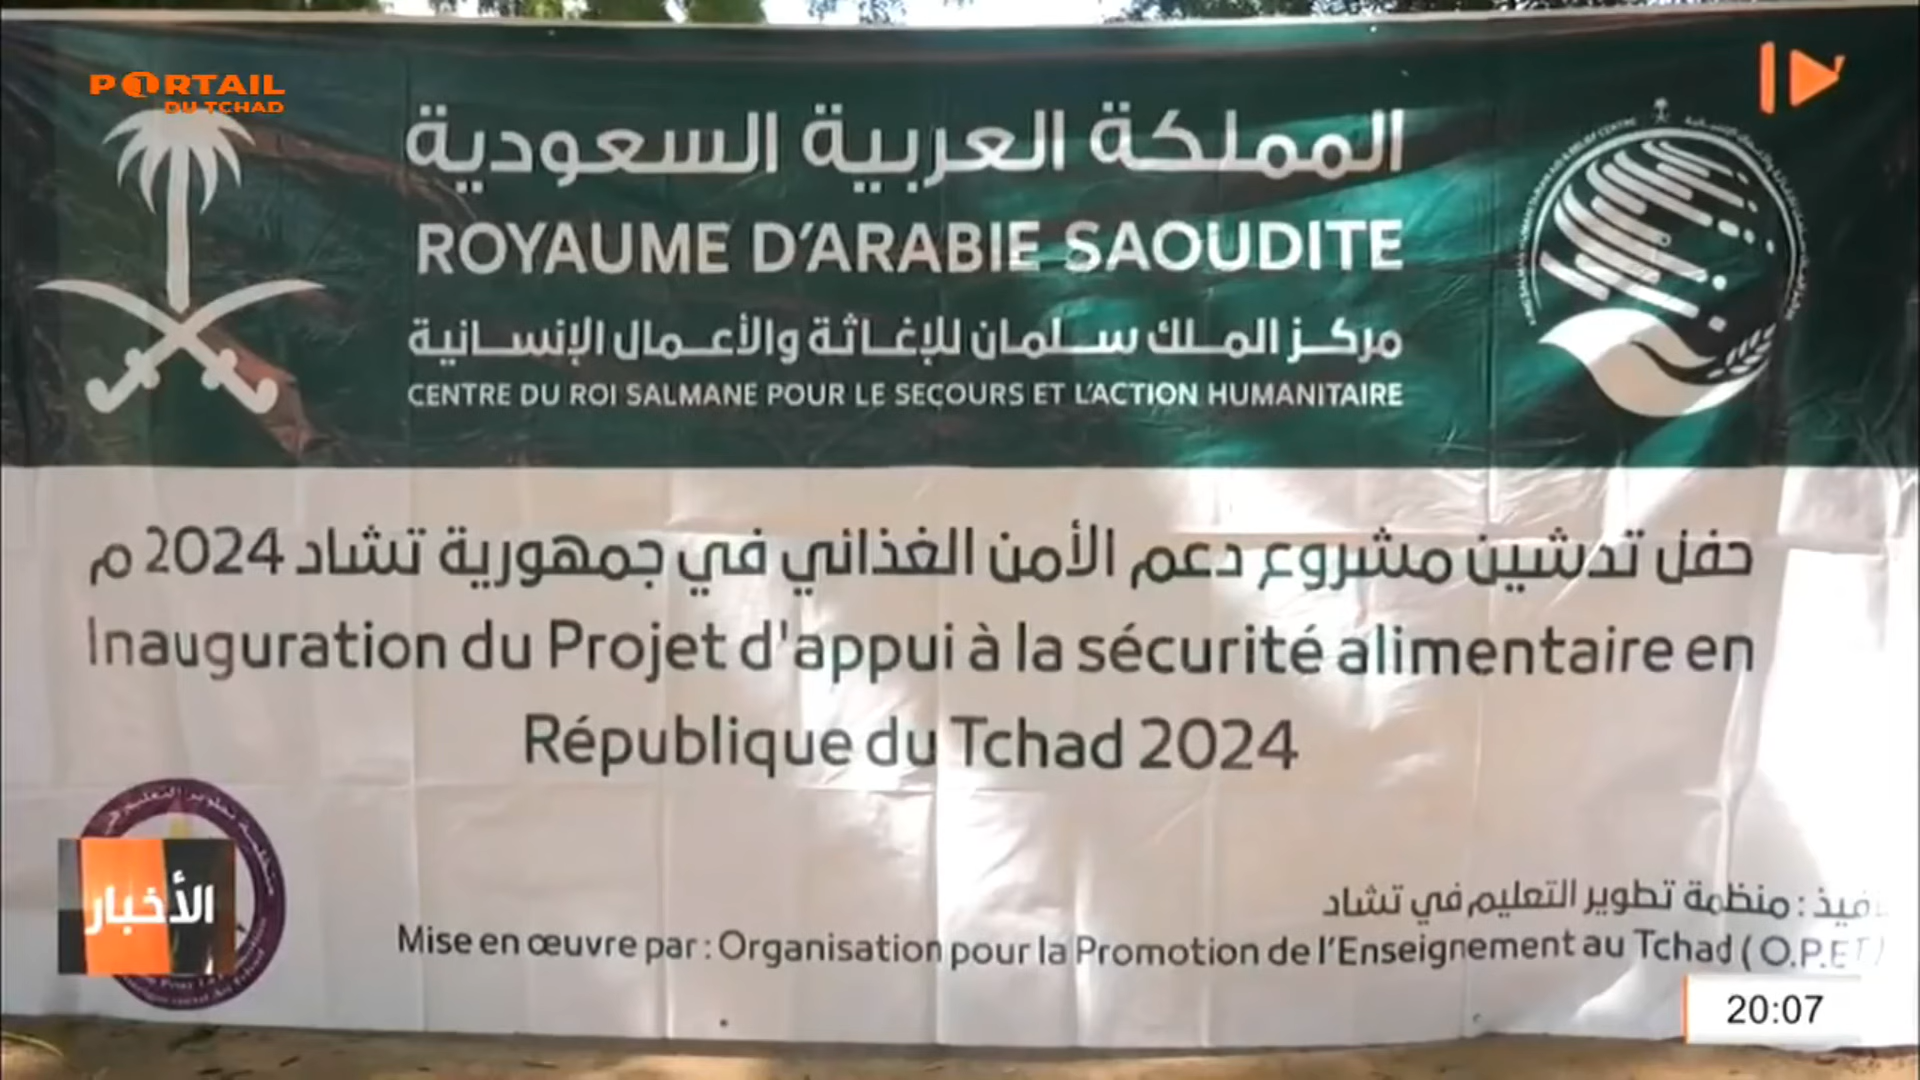 PORTAIL
DU TCHAD
المملكة العربية السعودية
ROYAUME D'ARABIE SAOUDITE
مركز الملك سلمان للإغاثة والأعمال الإنسانية
CENTRE DU ROI SALMANE POUR LE SECOURS ET L'ACTION HUMANITAIRE
حفل تدشين مشروع دعم الأمن الغذائي في جمهورية تشاد 2024 م
Inauguration du Projet d'appui à la sécurité alimentaire en
République du Tchad 2024
الأخبار
منظمة تطوير التعليم في تشاد
Mise en œuvre par : Organisation pour la Promotion de l'Enseignement au Tchad ( O.P.E.T )
20:07